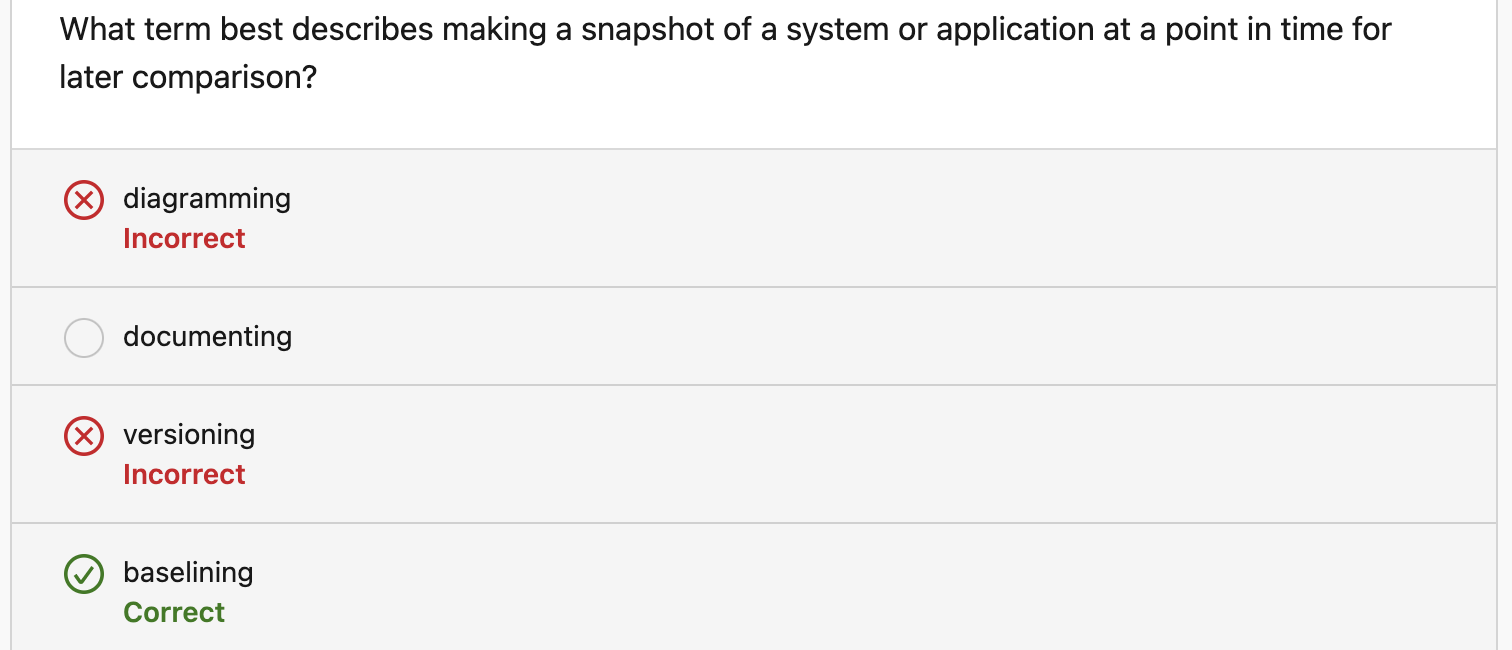 What term best describes making a snapshot of a system or application at a point in time for
later comparison?
diagramming
Incorrect
documenting
versioning
Incorrect
baselining
Correct